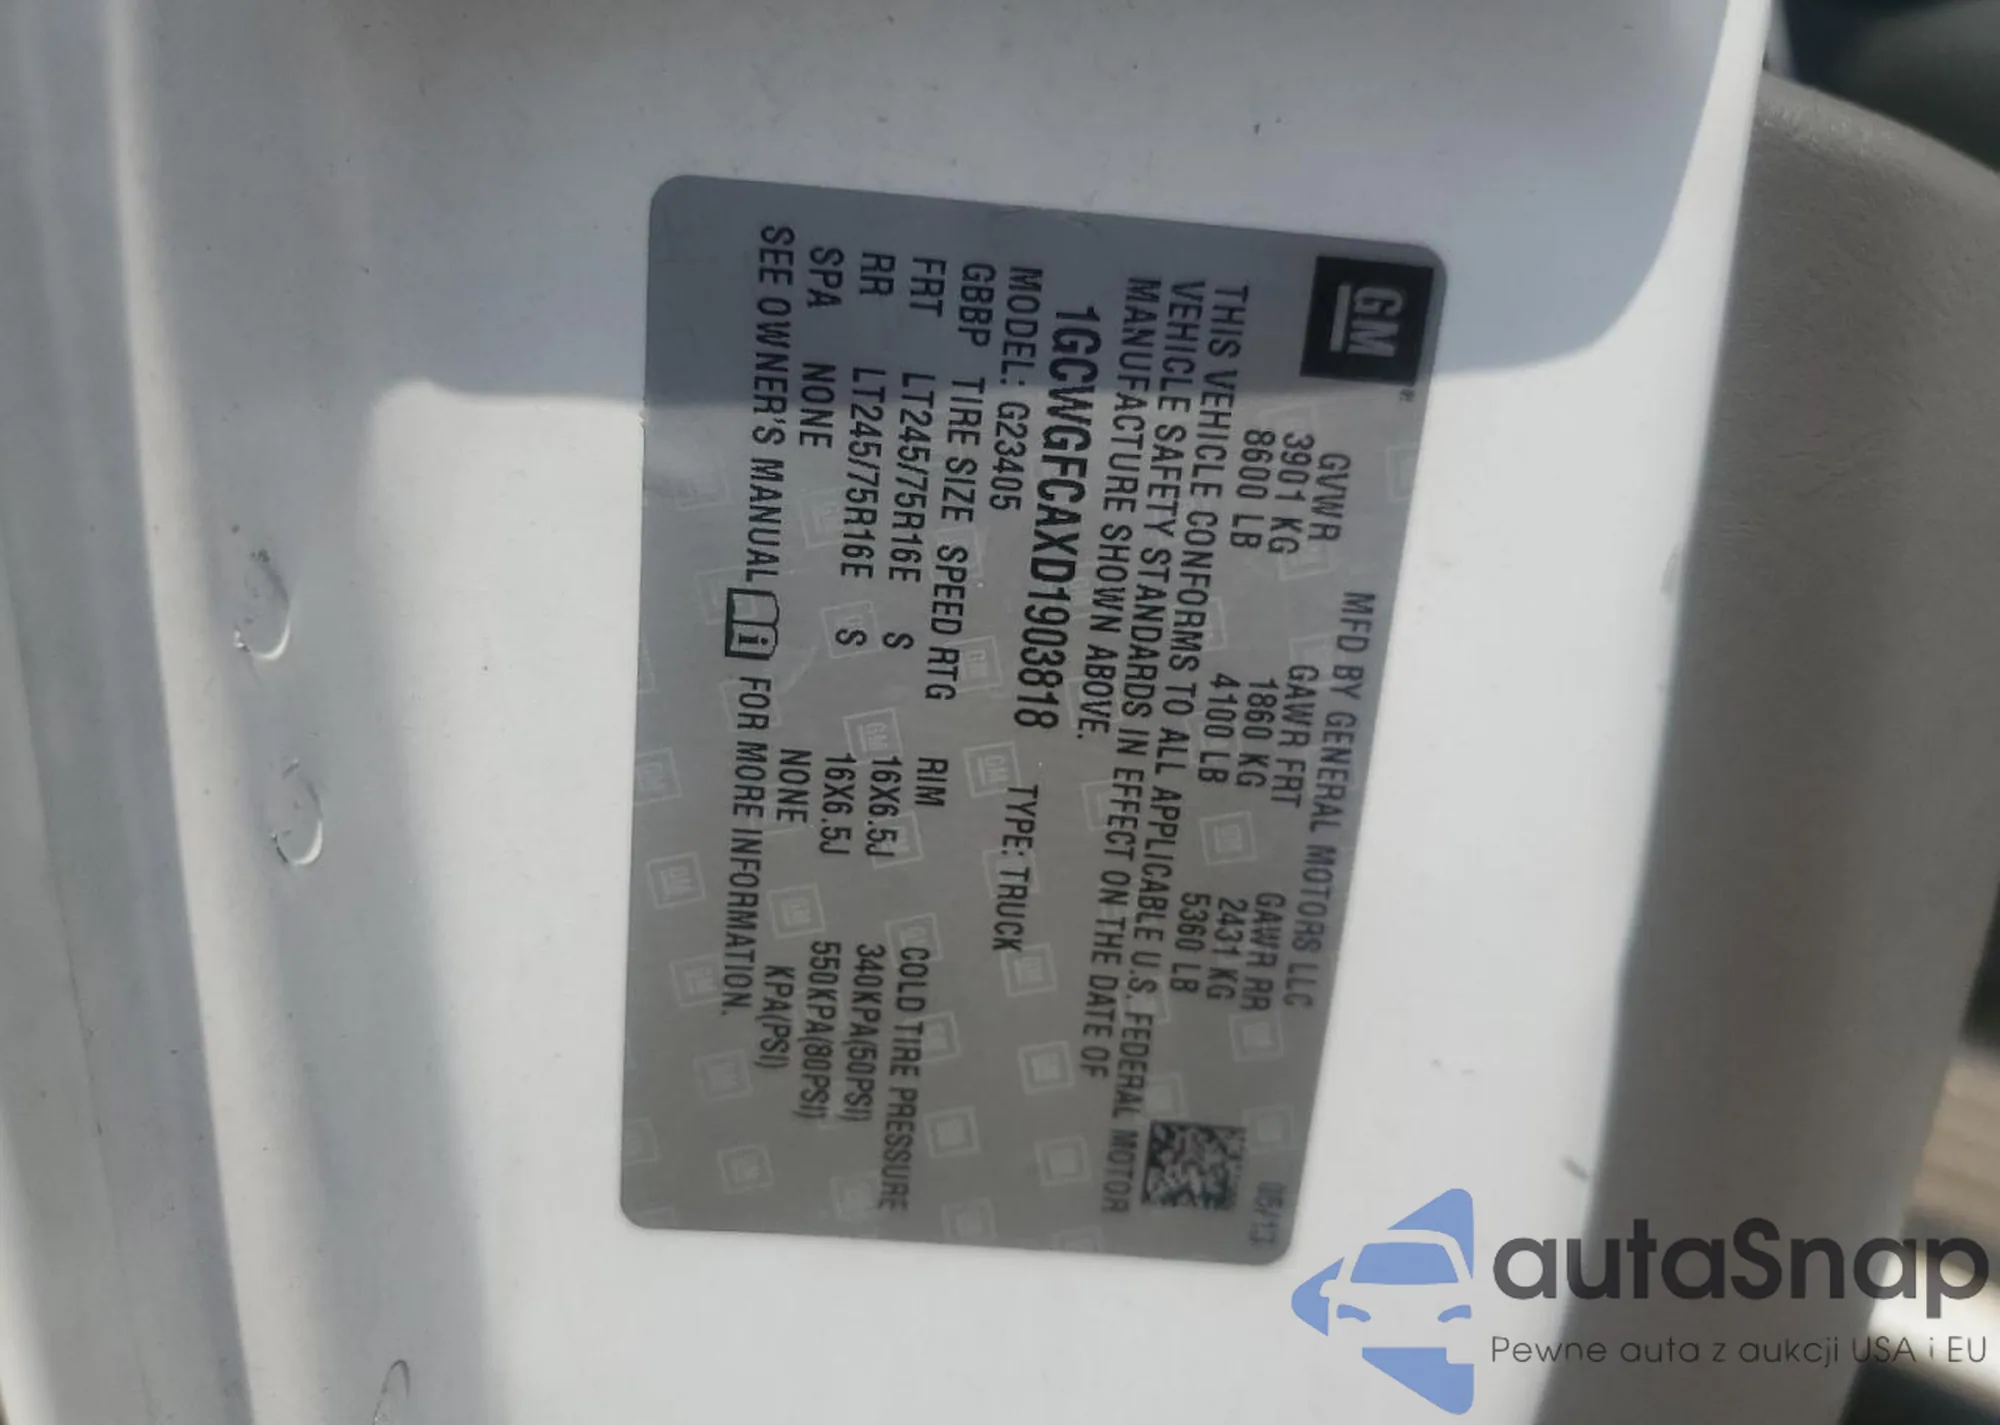 GM®
MFD BY GENERAL MOTORS LLC 05/13
GVWR GAWR FRT GAWR RR
3901 KG 1860 KG 2431 KG
8600 LB 4100 LB 5360 LB
THIS VEHICLE CONFORMS TO ALL APPLICABLE U.S. FEDERAL MOTOR
VEHICLE SAFETY STANDARDS IN EFFECT ON THE DATE OF
MANUFACTURE SHOWN ABOVE.
1GCWGFCAXD1903818 TYPE: TRUCK
MODEL: G23405
GBBP TIRE SIZE SPEED RTG RIM COLD TIRE PRESSURE
FRT LT245/75R16E S 16X6.5J 340KPA(50PSI)
RR LT245/75R16E S 16X6.5J 550KPA(80PSI)
SPA NONE NONE KPA(PSI)
SEE OWNER'S MANUAL i FOR MORE INFORMATION.
autaSnap
Pewne auta z aukcji USA i EU